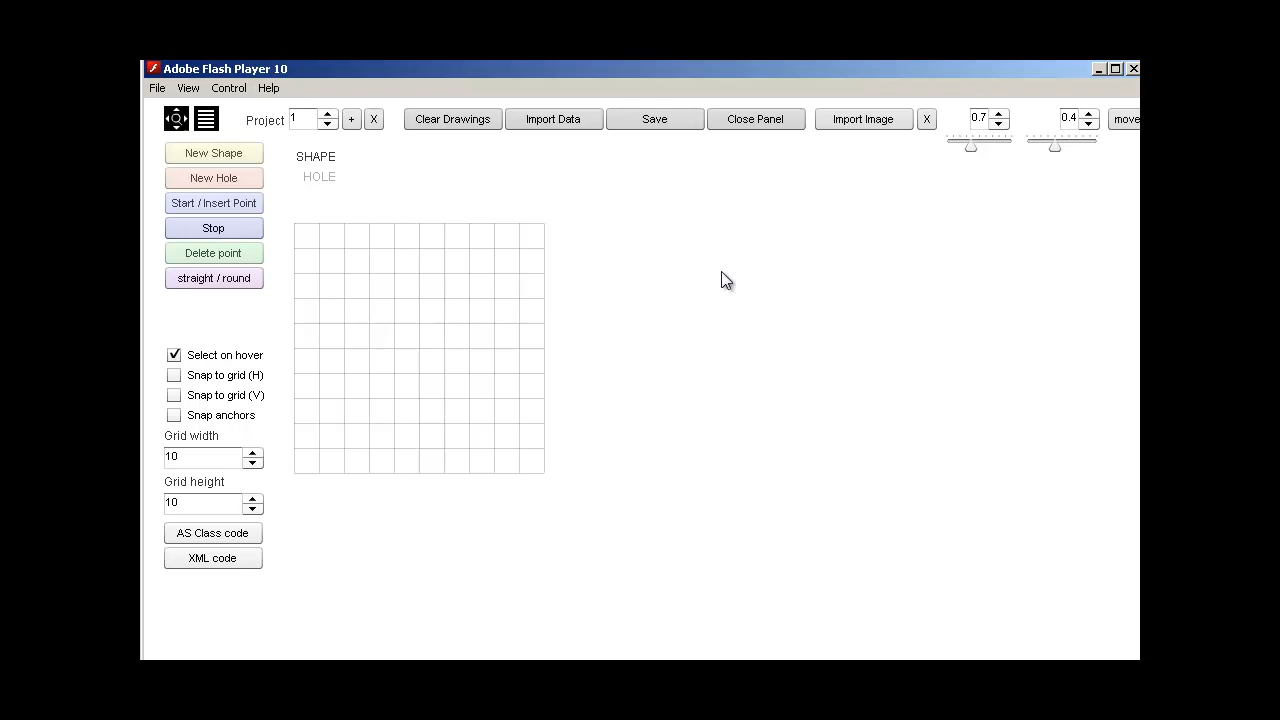 Adobe Flash Player 10
File View Control Help
Project 1 + X Clear Drawings Import Data Save Close Panel Import Image X 0.7 0.4 move
New Shape
New Hole
Start / Insert Point
Stop
Delete point
straight / round
SHAPE
HOLE
Select on hover
Snap to grid (H)
Snap to grid (V)
Snap anchors
Grid width
10
Grid height
10
AS Class code
XML code